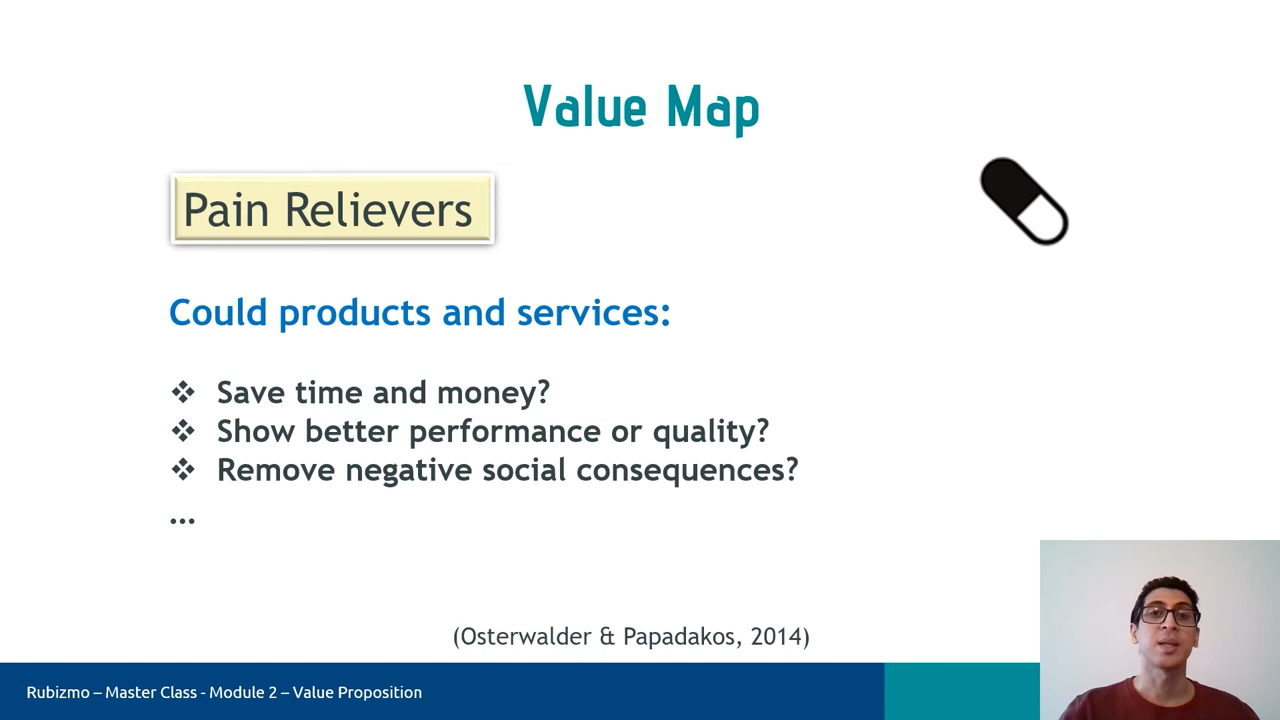 Value Map
Pain Relievers
Could products and services:
❖ Save time and money?
❖ Show better performance or quality?
❖ Remove negative social consequences?
...
(Osterwalder & Papadakos, 2014)
Rubizmo – Master Class - Module 2 – Value Proposition